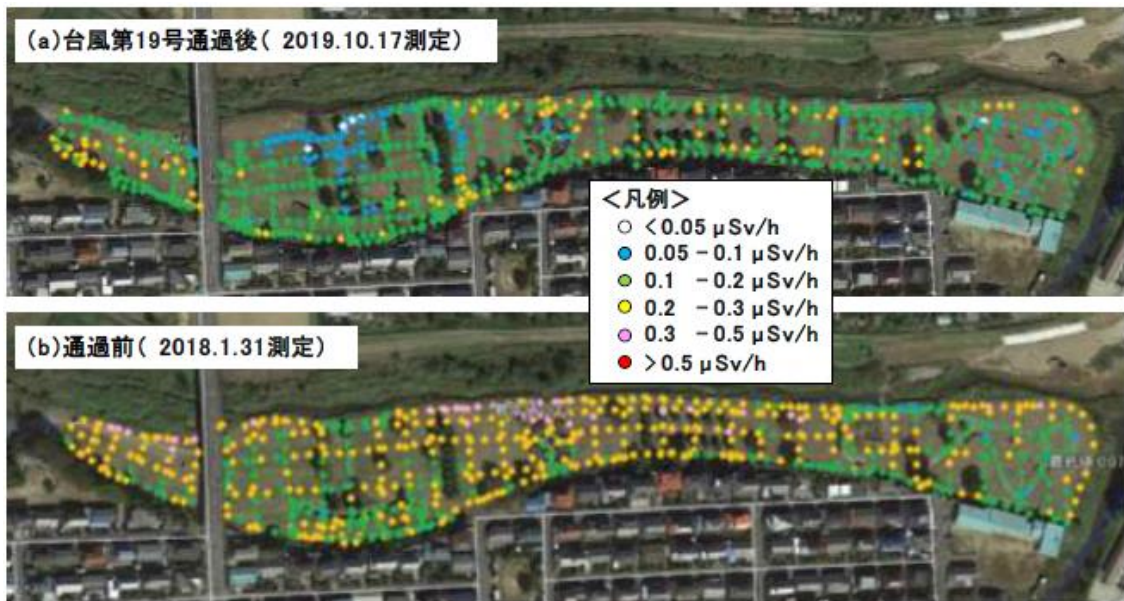 (a)台風第19号通過後( 2019.10.17測定)
<凡例>
<0.05 μSv/h
0.05 -0.1 μSv/h
0.1 -0.2 μSv/h
0.2 -0.3 μSv/h
0.3 -0.5 μSv/h
>0.5 μSv/h
(b)通過前( 2018.1.31測定)